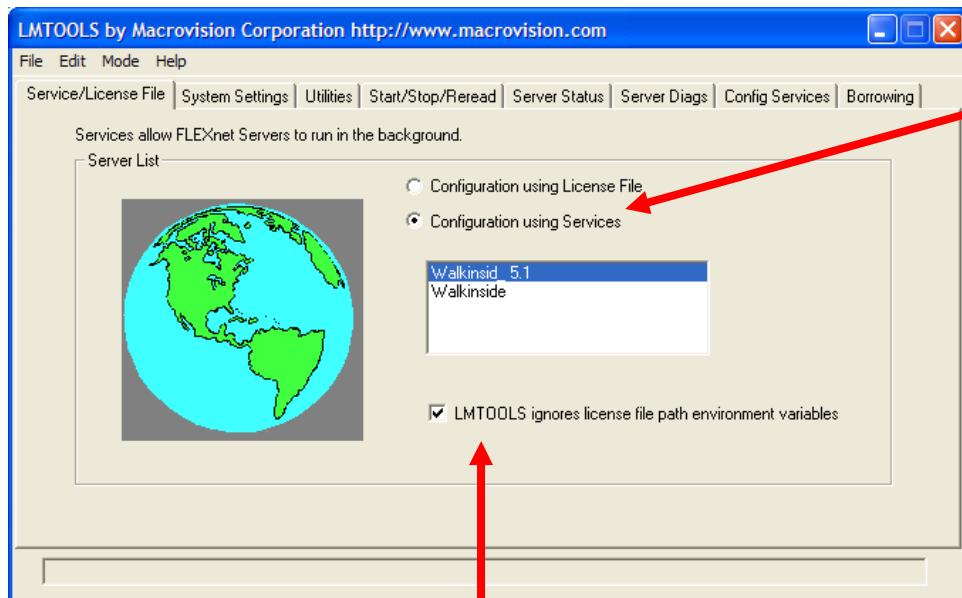 LMTOOLS by Macrovision Corporation http://www.macrovision.com
File Edit Mode Help
Service/License File System Settings Utilities Start/Stop/Reread Server Status Server Diags Config Services Borrowing
Services allow FLEXnet Servers to run in the background.
Server List
Configuration using License File
Configuration using Services
Walkinsid_ 5.1
Walkinside
LMTOOLS ignores license file path environment variables